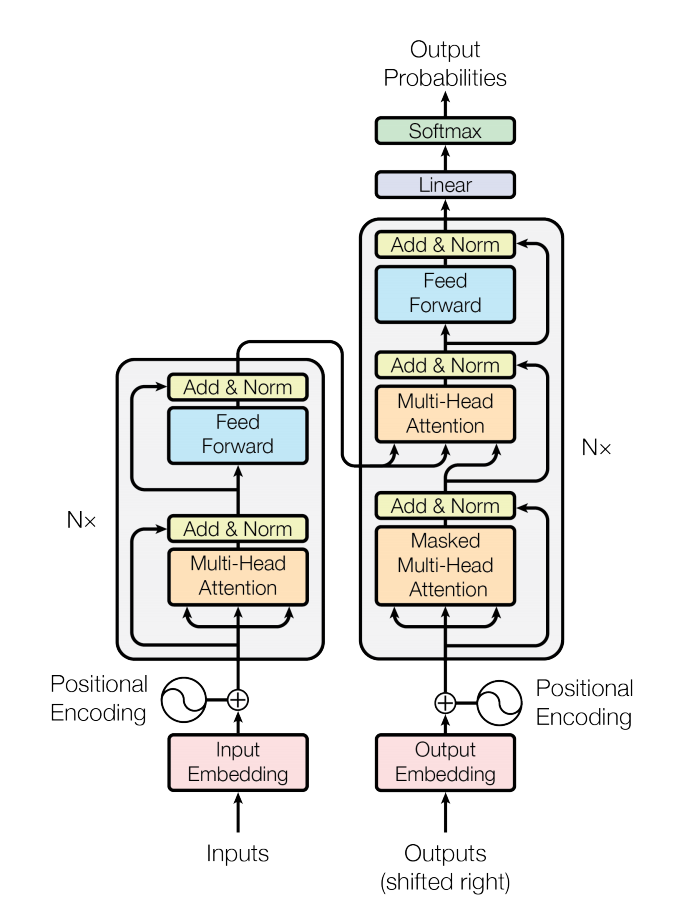 Output
Probabilities
Softmax
Linear
Add & Norm
Feed
Forward
Add & Norm
Multi-Head
Attention
Add & Norm
Masked
Multi-Head
Attention
N×
Add & Norm
Feed
Forward
Add & Norm
Multi-Head
Attention
N×
Positional
Encoding
Positional
Encoding
Input
Embedding
Output
Embedding
Inputs
Outputs
(shifted right)